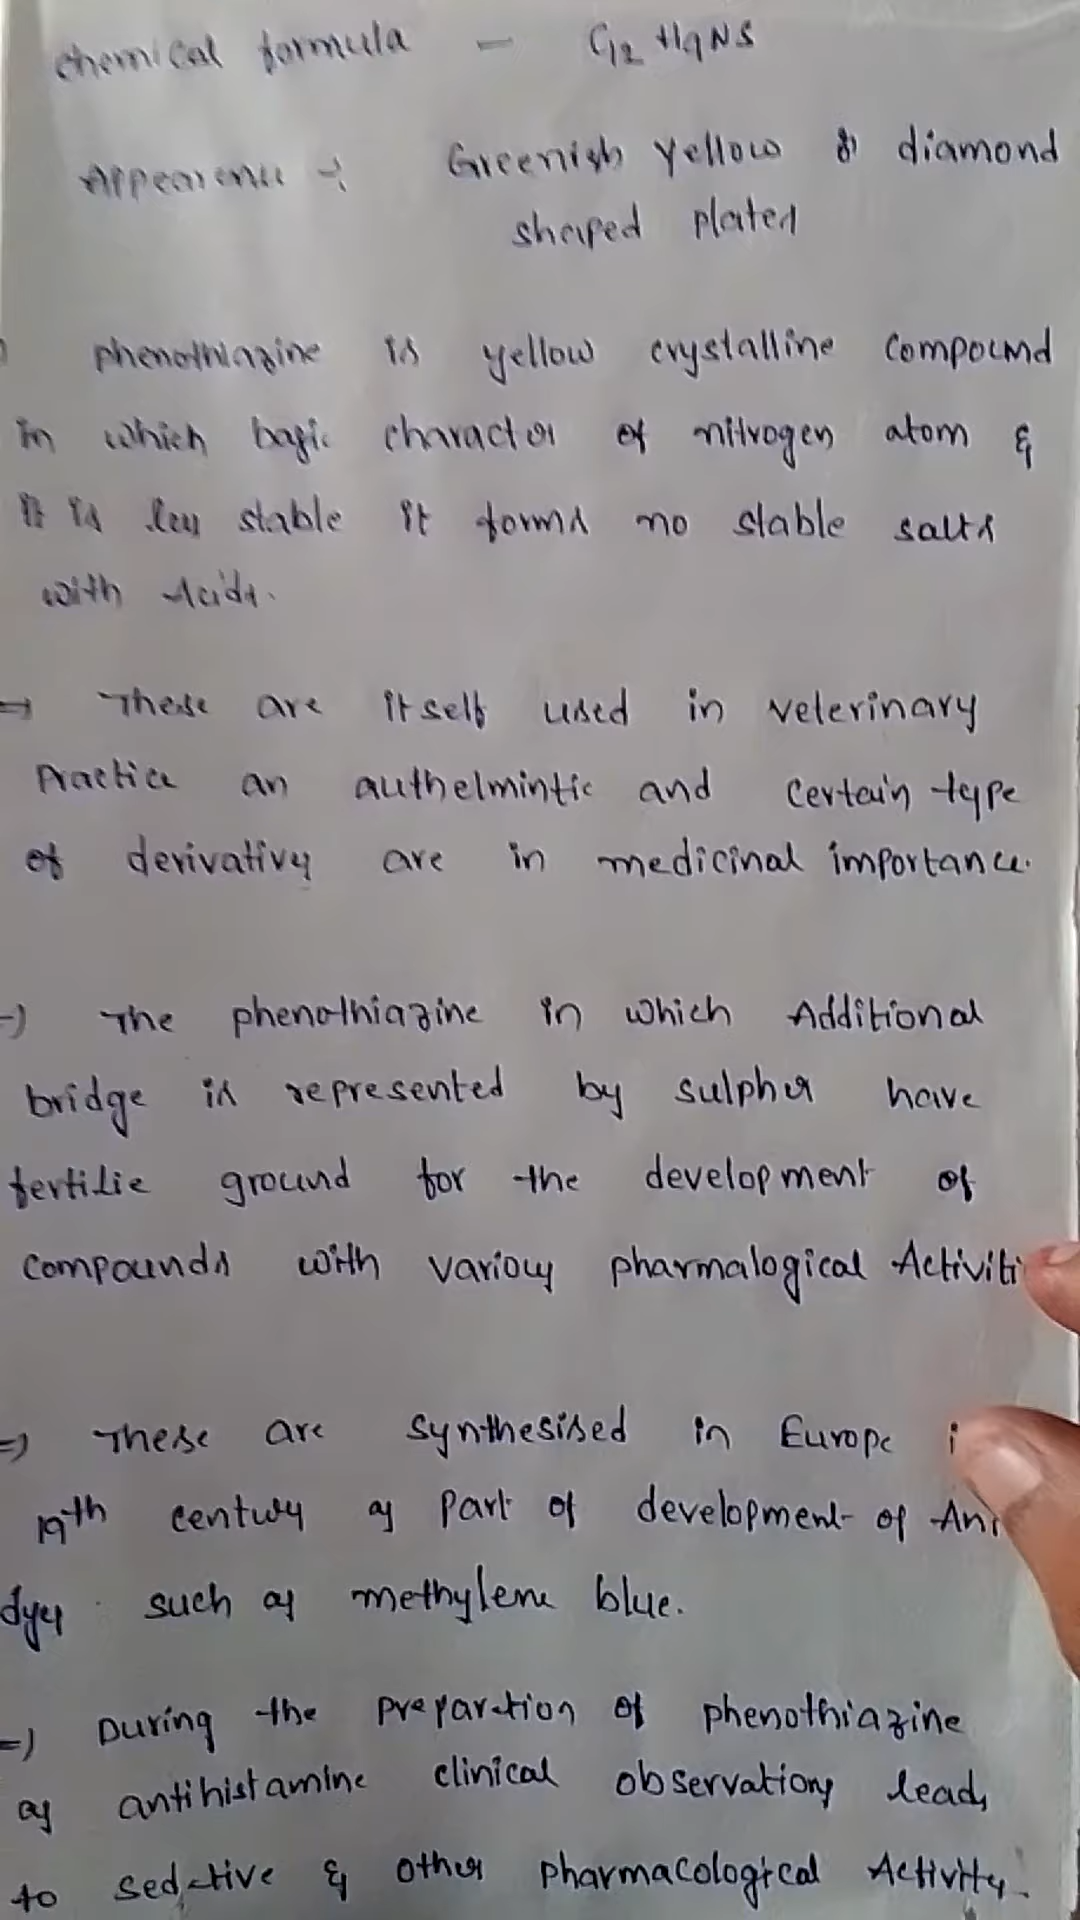 chemical formula - C12 H9NS
Appearence :- Greenish yellow or diamond
shaped plates
phenothiazine is yellow crystalline compound
in which basic character of nitrogen atom &
it is less stable it forms no stable salts
with Acids.
=> These are itself used in veterinary
Practice an authelmintic and certain type
of derivatives are in medicinal importance.
=) The phenothiazine in which Additional
bridge is represented by sulpher have
fertilie ground for the development of
compounds with various pharmalogical Activiti
=) These are synthesised in Europe i
19th century as Part of development of Ani
dyes such as methylene blue.
=) During the preparation of phenothiazine
as antihistamine clinical observations leads
to sedative & other pharmacological Activity.